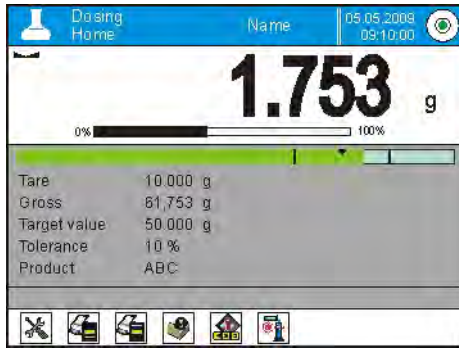 Dosing
Home
Name
05.05.2009
09:10:00
1.753 g
0% 100%
Tare 10.000 g
Gross 61,753 g
Target value 50.000 g
Tolerance 10 %
Product ABC